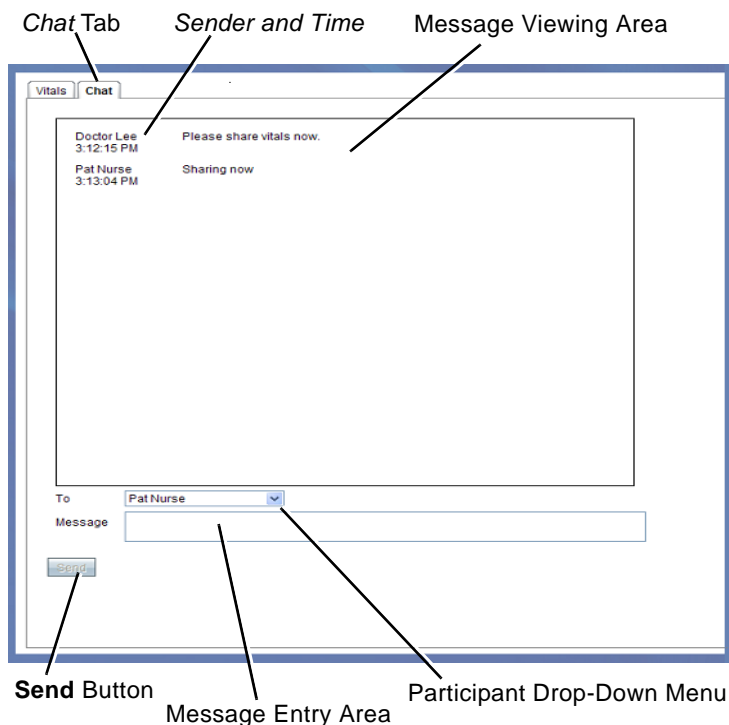 Chat Tab Sender and Time Message Viewing Area
Vitals Chat
Doctor Lee Please share vitals now.
3:12:15 PM
Pat Nurse Sharing now
3:13:04 PM
To Pat Nurse
Message
Send
Send Button Participant Drop-Down Menu
Message Entry Area